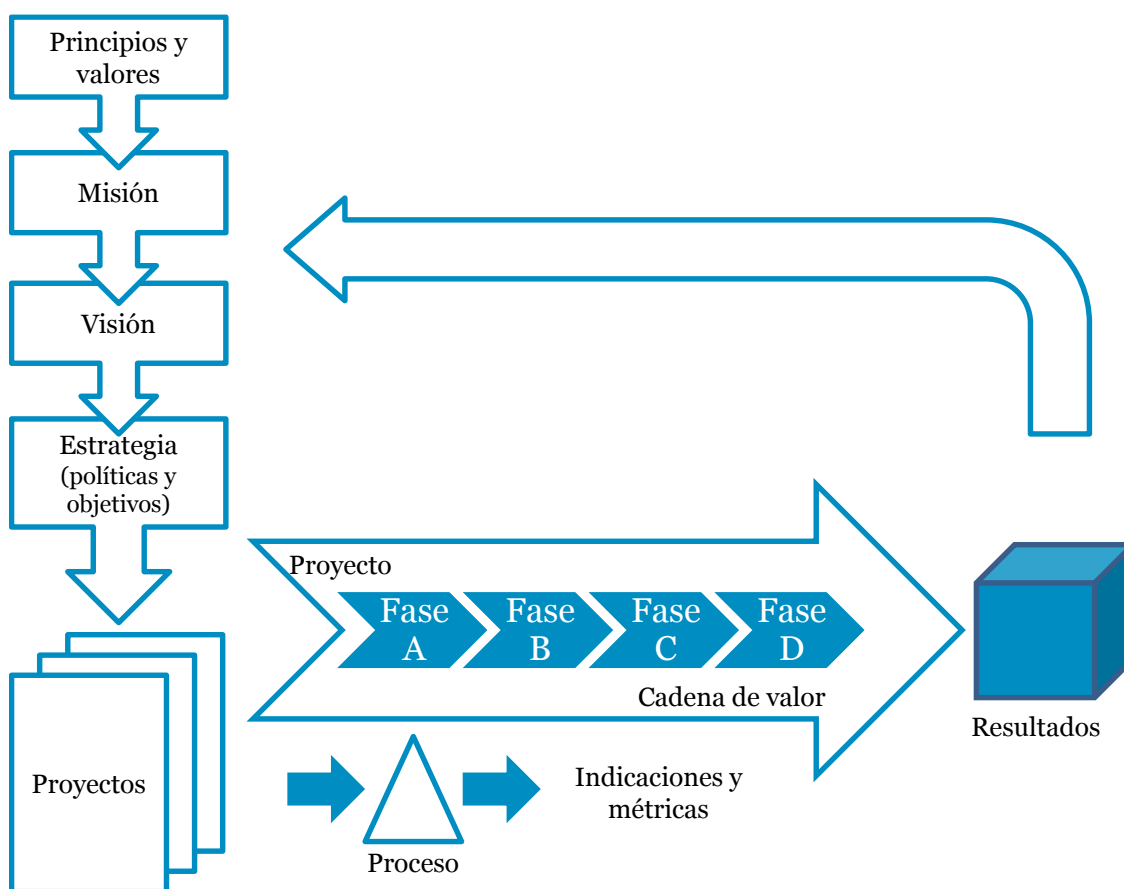 Principios y
valores
Misión
Visión
Estrategia
(políticas y
objetivos)
Proyectos
Proyecto
Fase
A
Fase
B
Fase
C
Fase
D
Cadena de valor
Resultados
Proceso
Indicaciones y
métricas